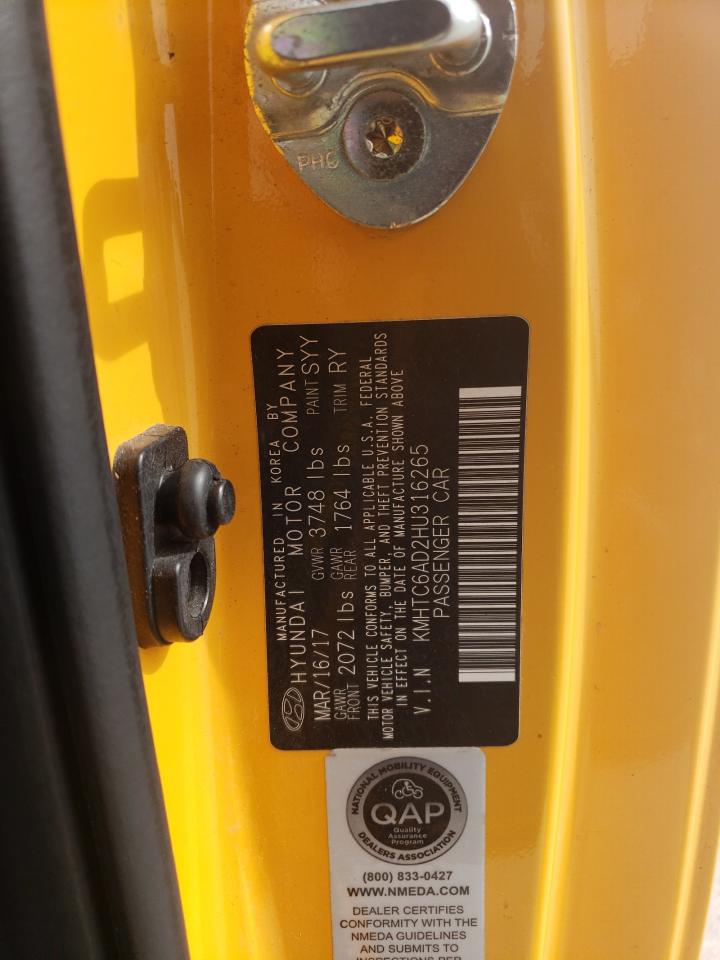 PHC
MANUFACTURED IN KOREA BY
HYUNDAI MOTOR COMPANY
MAR/16/17 GVWR 3748 lbs PAINT SYY
GAWR FRONT 2072 lbs GAWR REAR 1764 lbs TRIM RY
THIS VEHICLE CONFORMS TO ALL APPLICABLE U.S.A. FEDERAL
MOTOR VEHICLE SAFETY, BUMPER, AND THEFT PREVENTION STANDARDS
IN EFFECT ON THE DATE OF MANUFACTURE SHOWN ABOVE
V.I.N KMHTC6AD2HU316265
PASSENGER CAR
NATIONAL MOBILITY EQUIPMENT
QAP
Quality
Assurance
Program
DEALERS ASSOCIATION
(800) 833-0427
WWW.NMEDA.COM
DEALER CERTIFIES
CONFORMITY WITH THE
NMEDA GUIDELINES
AND SUBMITS TO
INSPECTIONS PER